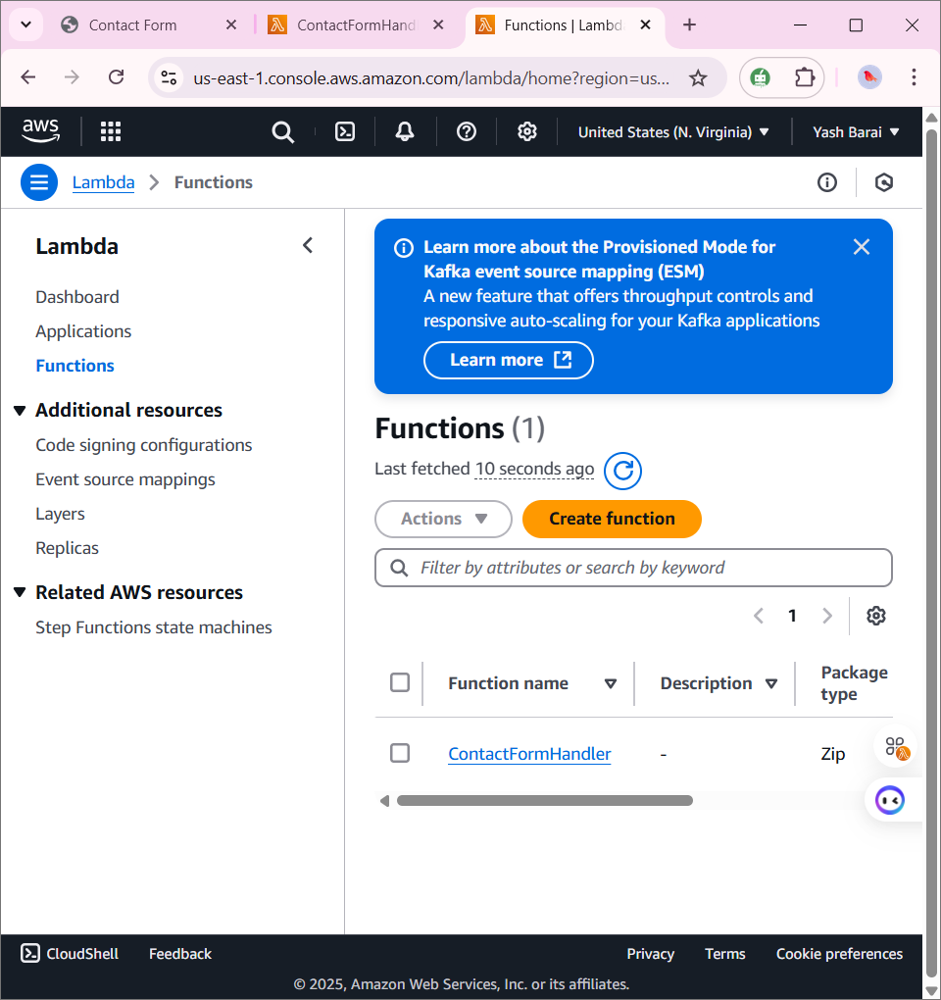 Contact Form
ContactFormHand
Functions | Lambd
us-east-1.console.aws.amazon.com/lambda/home?region=us...
aws
United States (N. Virginia)
Yash Barai
Lambda
Functions
Lambda
Dashboard
Applications
Functions
Additional resources
Code signing configurations
Event source mappings
Layers
Replicas
Related AWS resources
Step Functions state machines
Learn more about the Provisioned Mode for
Kafka event source mapping (ESM)
A new feature that offers throughput controls and
responsive auto-scaling for your Kafka applications
Learn more
Functions (1)
Last fetched 10 seconds ago
Actions
Create function
Filter by attributes or search by keyword
1
Function name
Description
Package
type
ContactFormHandler
-
Zip
CloudShell
Feedback
Privacy
Terms
Cookie preferences
© 2025, Amazon Web Services, Inc. or its affiliates.